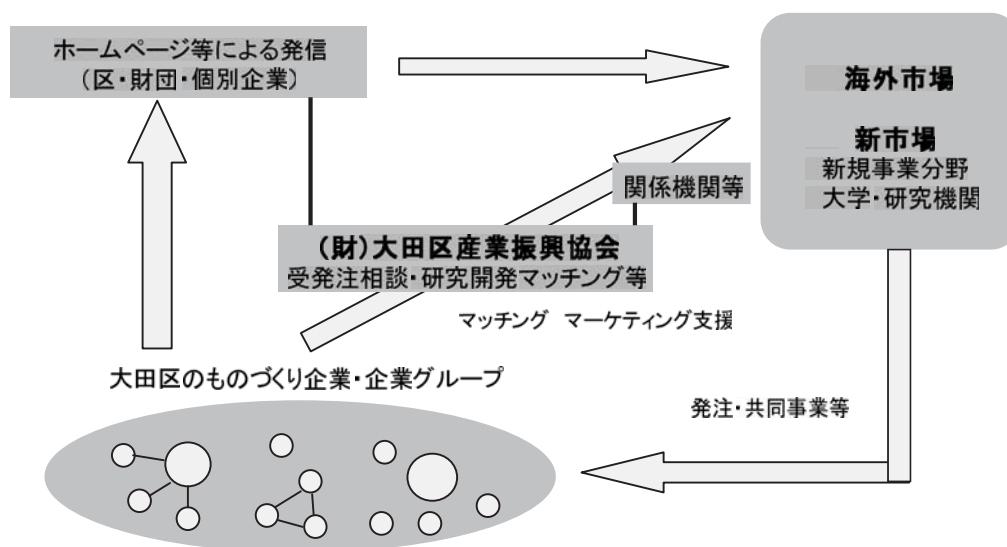 ホームページ等による発信
(区・財団・個別企業)
海外市場
新市場
新規事業分野
大学・研究機関
関係機関等
(財)大田区産業振興協会
受発注相談・研究開発マッチング等
マッチング マーケティング支援
大田区のものづくり企業・企業グループ
発注・共同事業等